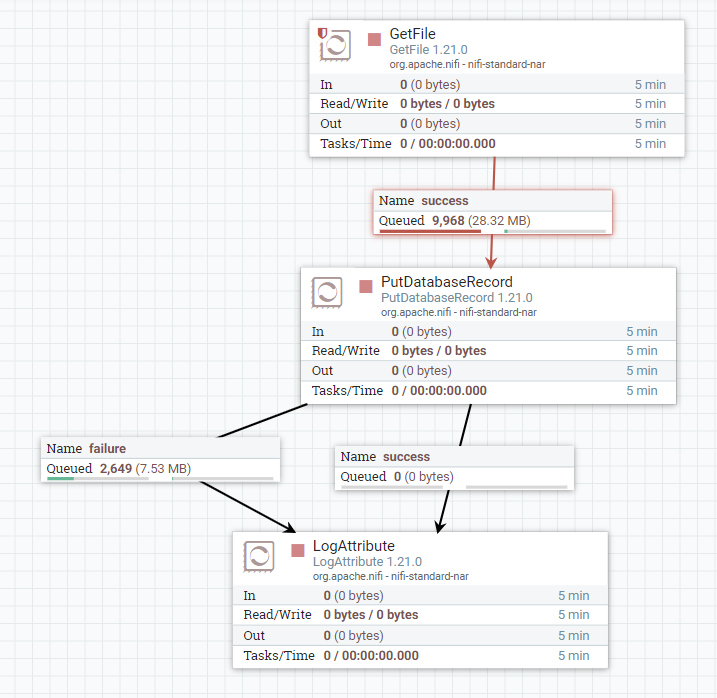 GetFile
GetFile 1.21.0
org.apache.nifi - nifi-standard-nar
In 0 (0 bytes) 5 min
Read/Write 0 bytes / 0 bytes 5 min
Out 0 (0 bytes) 5 min
Tasks/Time 0 / 00:00:00.000 5 min
Name success
Queued 9,968 (28.32 MB)
PutDatabaseRecord
PutDatabaseRecord 1.21.0
org.apache.nifi - nifi-standard-nar
In 0 (0 bytes) 5 min
Read/Write 0 bytes / 0 bytes 5 min
Out 0 (0 bytes) 5 min
Tasks/Time 0 / 00:00:00.000 5 min
Name failure
Queued 2,649 (7.53 MB)
Name success
Queued 0 (0 bytes)
LogAttribute
LogAttribute 1.21.0
org.apache.nifi - nifi-standard-nar
In 0 (0 bytes) 5 min
Read/Write 0 bytes / 0 bytes 5 min
Out 0 (0 bytes) 5 min
Tasks/Time 0 / 00:00:00.000 5 min